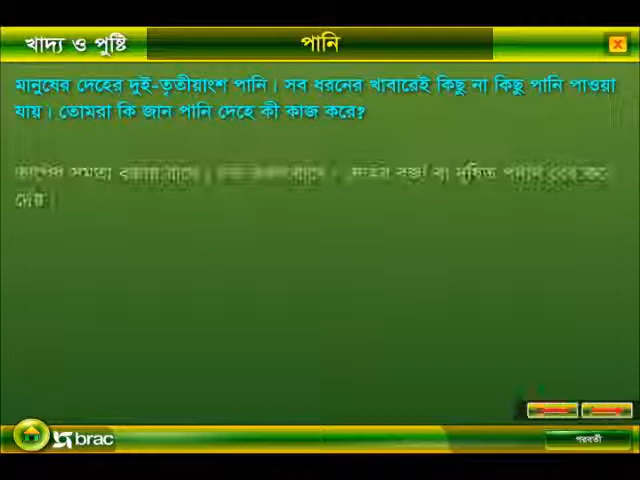 খাদ্য ও পুষ্টি
পানি
মানুষের দেহের দুই-তৃতীয়াংশ পানি। সব ধরনের খাবারেই কিছু না কিছু পানি পাওয়া
যায়। তোমরা কি জান পানি দেহে কী কাজ করে?
বা দূষিত
দেয়।
brac
পরবর্তী